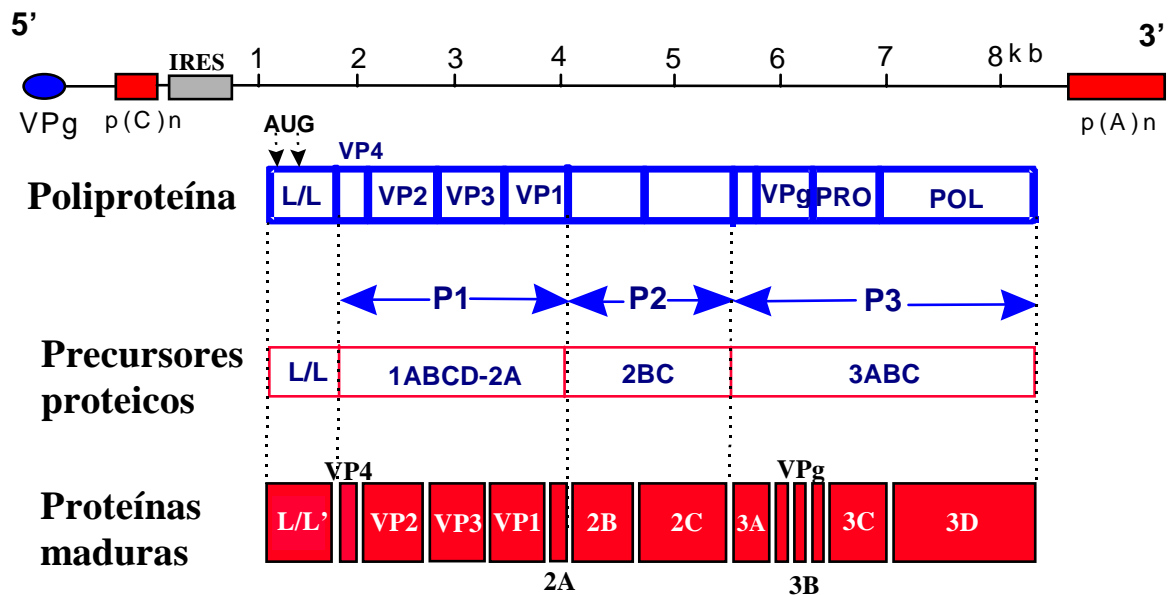 5’ 3’
IRES 1 2 3 4 5 6 7 8 kb
VPg p(C)n p(A)n
AUG
VP4
Poliproteína L/L VP2 VP3 VP1 VPg PRO POL
P1 P2 P3
Precursores
proteicos
L/L 1ABCD-2A 2BC 3ABC
VP4 VPg
Proteínas
maduras
L/L’ VP2 VP3 VP1 2B 2C 3A 3C 3D
2A 3B